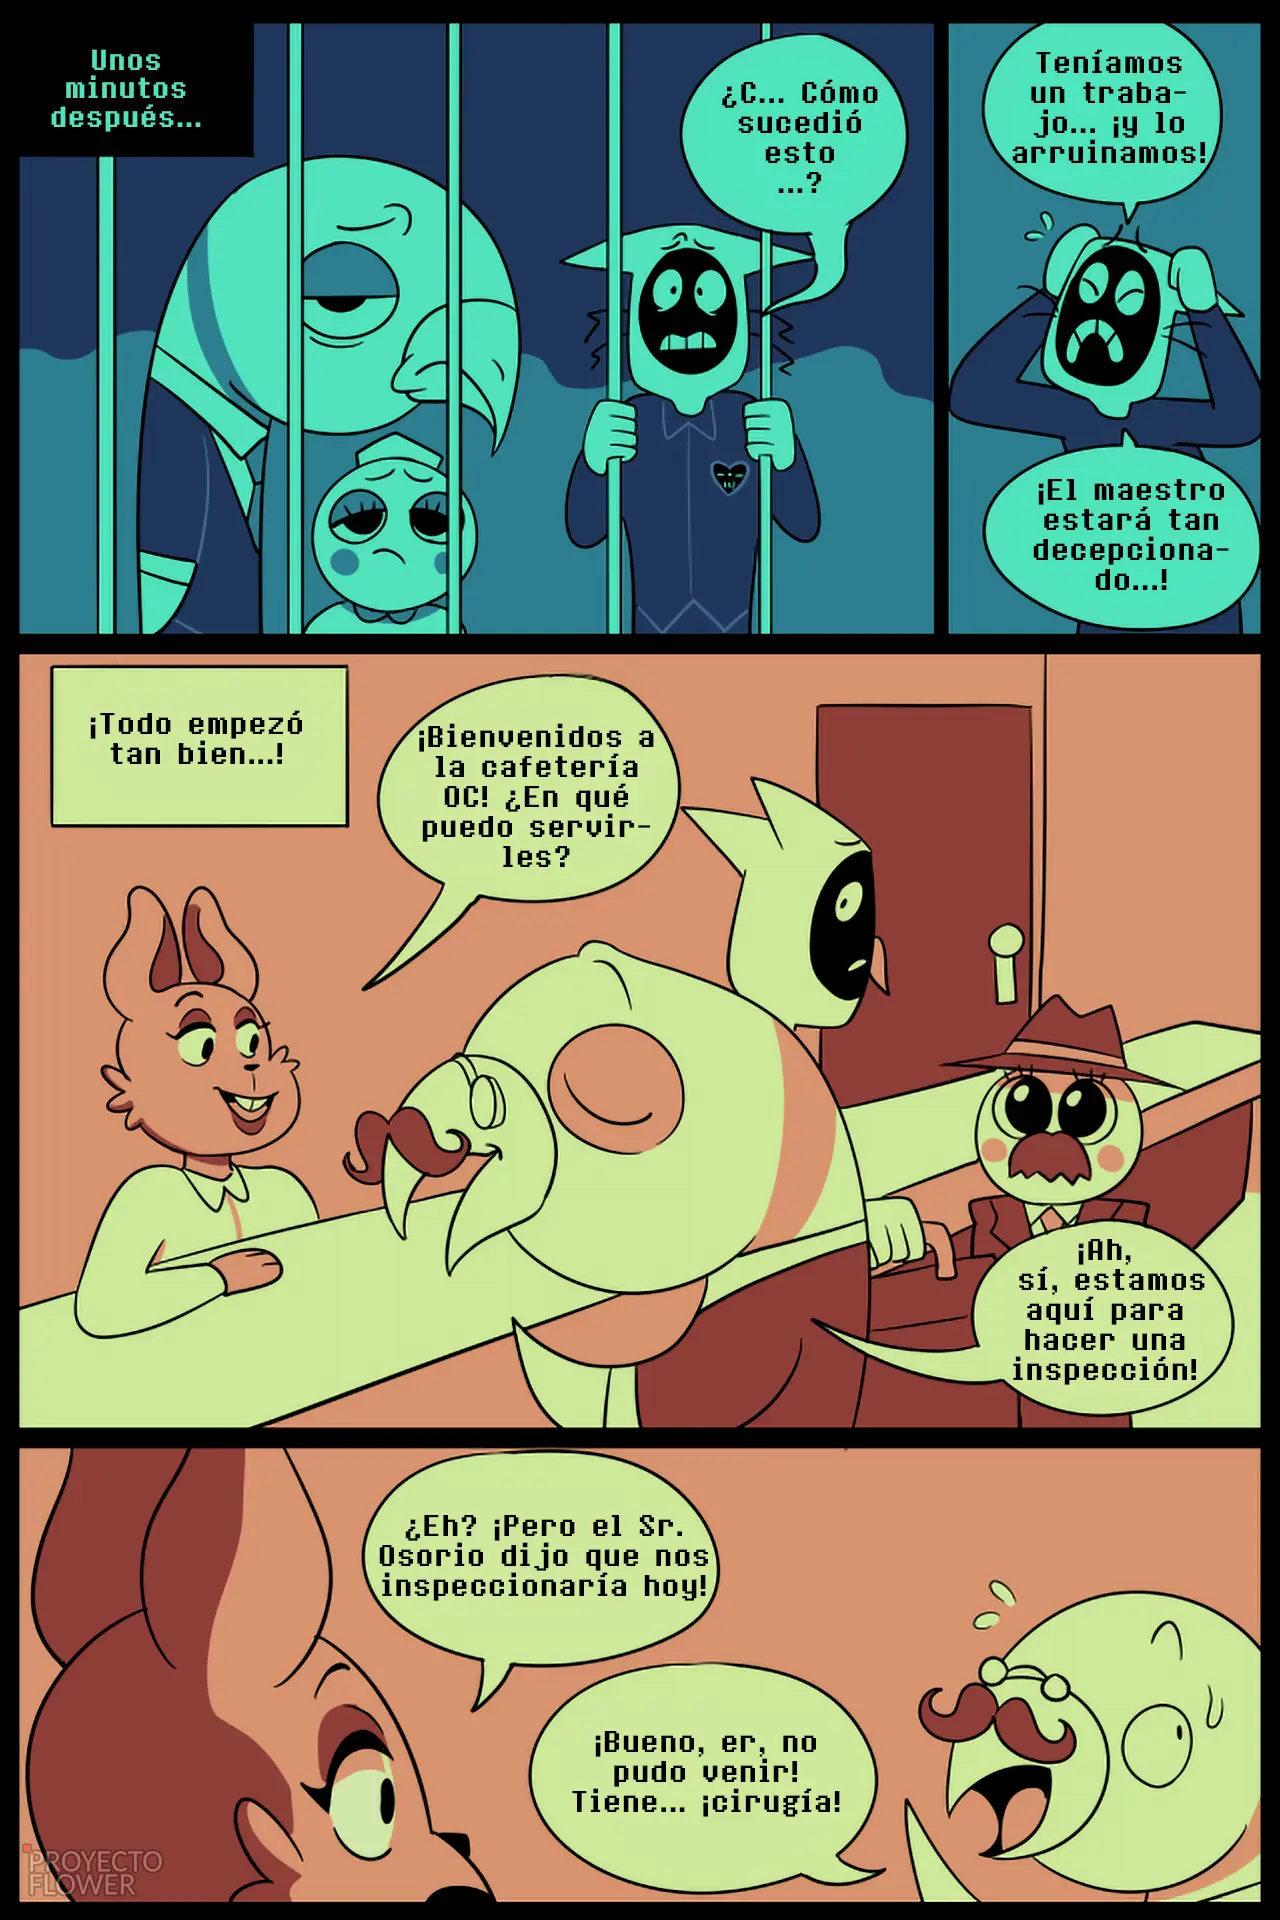 Unos
minutos
después...
¿C... Cómo
sucedió
esto
...?
Teníamos
un traba-
jo... ¡y lo
arruinamos!
¡El maestro
estará tan
decepciona-
do...!
¡Todo empezó
tan bien...!
¡Bienvenidos a
la cafetería
OC! ¿En qué
puedo servir-
les?
¡Ah,
sí, estamos
aquí para
hacer una
inspección!
¿Eh? ¡Pero el Sr.
Osorio dijo que nos
inspeccionaría hoy!
¡Bueno, er, no
pudo venir!
Tiene... ¡cirugía!
PROYECTO
FLOWER